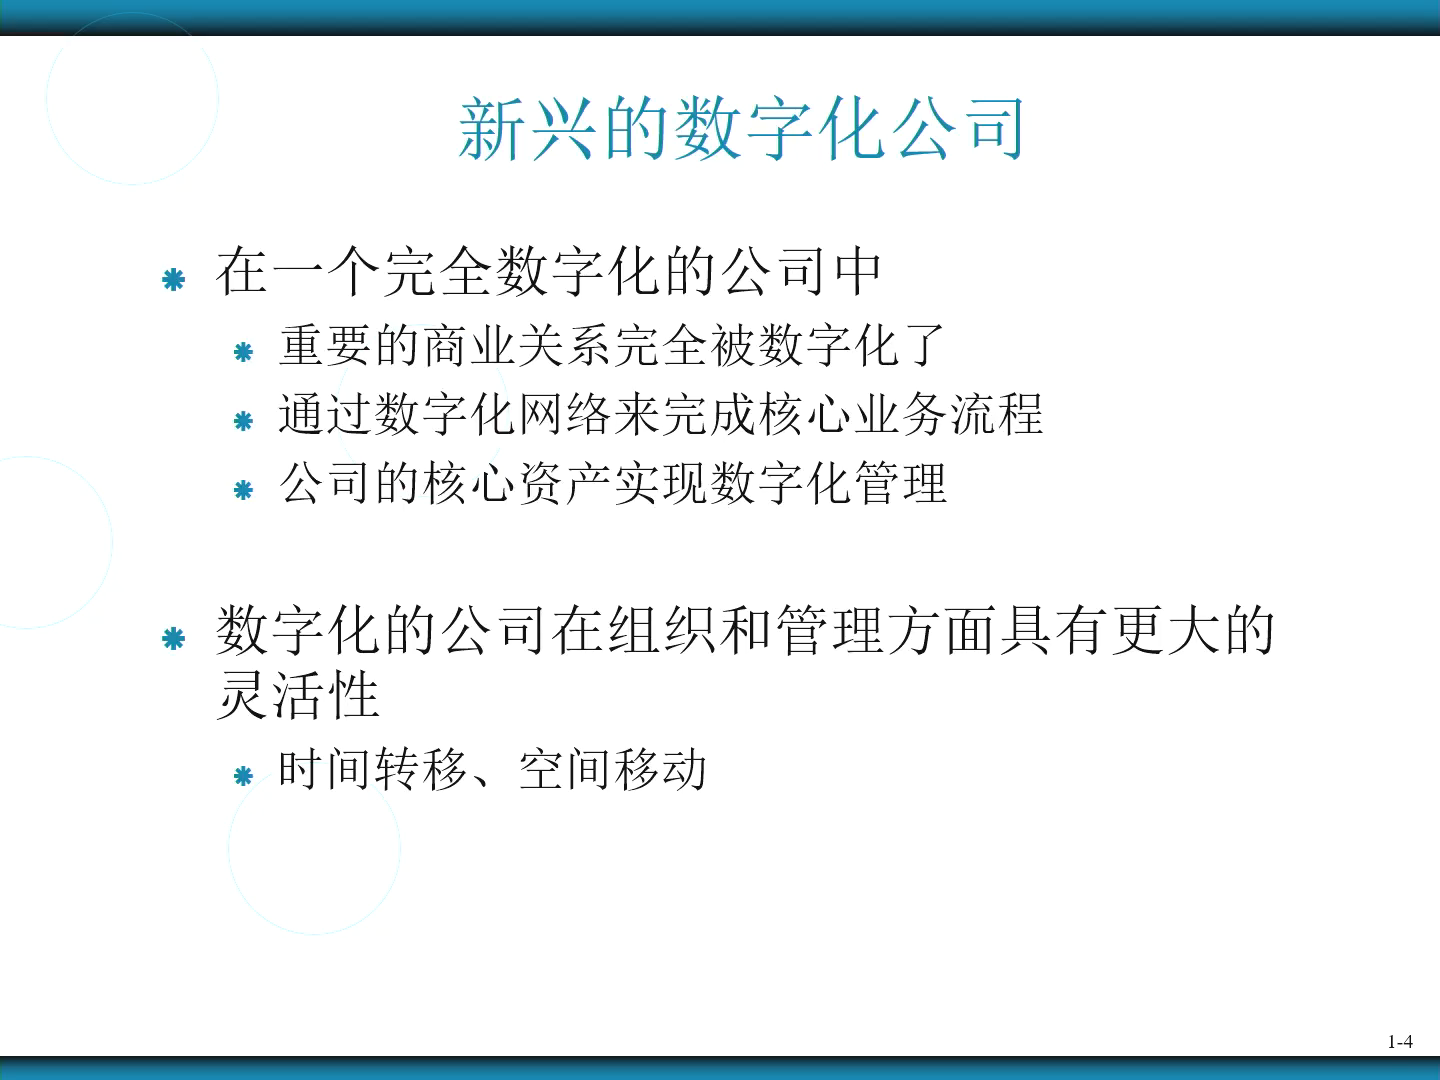 新兴的数字化公司
在一个完全数字化的公司中
重要的商业关系完全被数字化了
通过数字化网络来完成核心业务流程
公司的核心资产实现数字化管理
数字化的公司在组织和管理方面具有更大的
灵活性
时间转移、空间移动
1-4